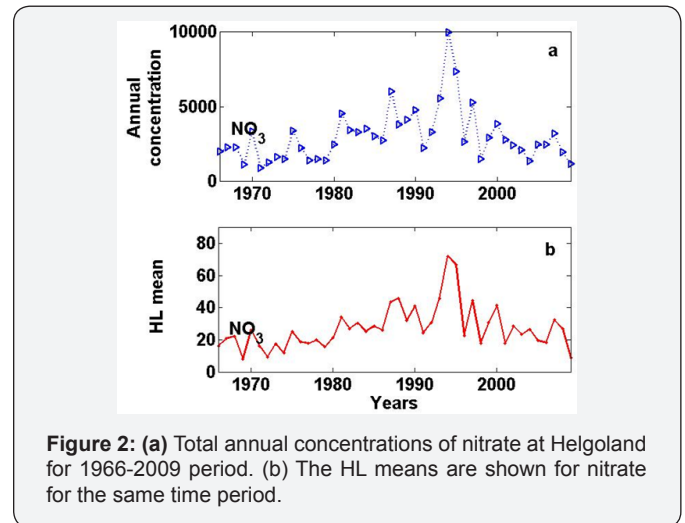 10000
a
Annual
concentration
5000
NO3
0
1970
1980
1990
2000
80
b
60
HL mean
40
NO3
20
0
1970
1980
1990
2000
Years
Figure 2: (a) Total annual concentrations of nitrate at Helgoland
for 1966-2009 period. (b) The HL means are shown for nitrate
for the same time period.